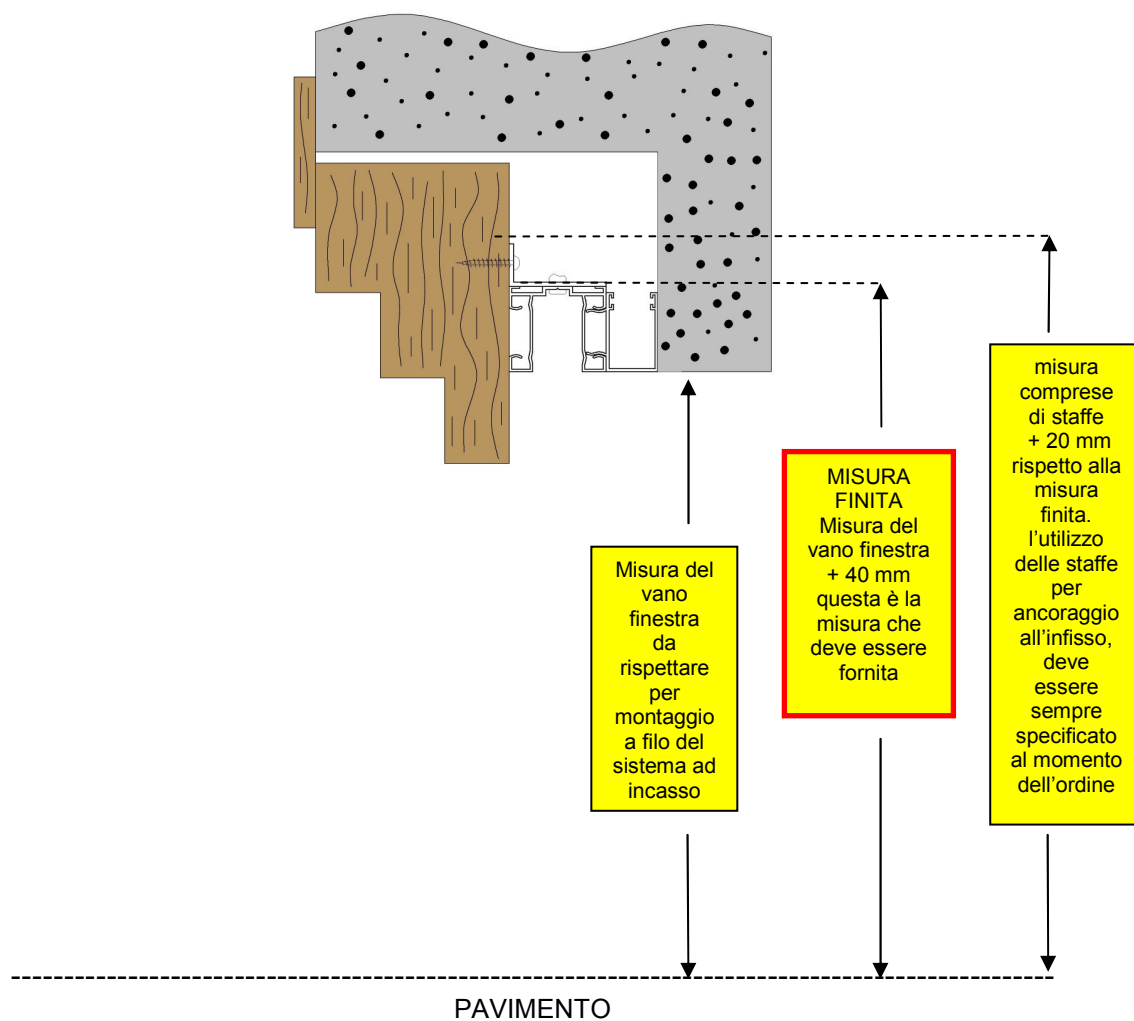 Misura del
vano
finestra
da
rispettare
per
montaggio
a filo del
sistema ad
incasso
MISURA
FINITA
Misura del
vano finestra
+ 40 mm
questa è la
misura che
deve essere
fornita
misura
comprese
di staffe
+ 20 mm
rispetto alla
misura
finita.
l’utilizzo
delle staffe
per
ancoraggio
all’infisso,
deve
essere
sempre
specificato
al momento
dell’ordine
PAVIMENTO